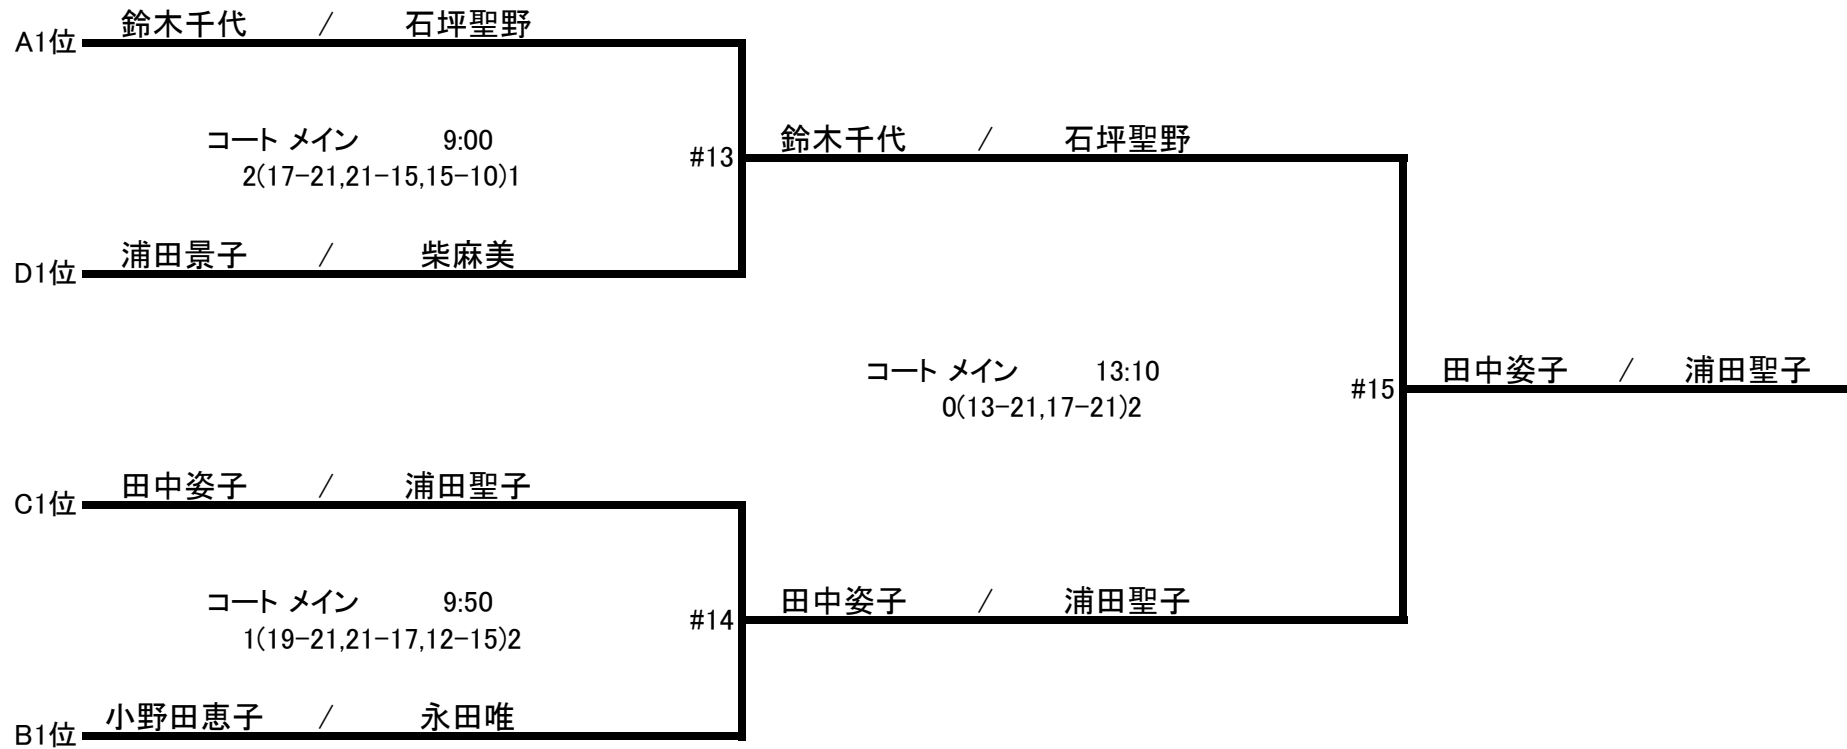 A1位 鈴木千代 / 石坪聖野
コート メイン 9:00
2(17-21,21-15,15-10)1
#13 鈴木千代 / 石坪聖野
D1位 浦田景子 / 柴麻美
コート メイン 13:10
0(13-21,17-21)2
#15 田中姿子 / 浦田聖子
C1位 田中姿子 / 浦田聖子
コート メイン 9:50
1(19-21,21-17,12-15)2
#14 田中姿子 / 浦田聖子
B1位 小野田恵子 / 永田唯